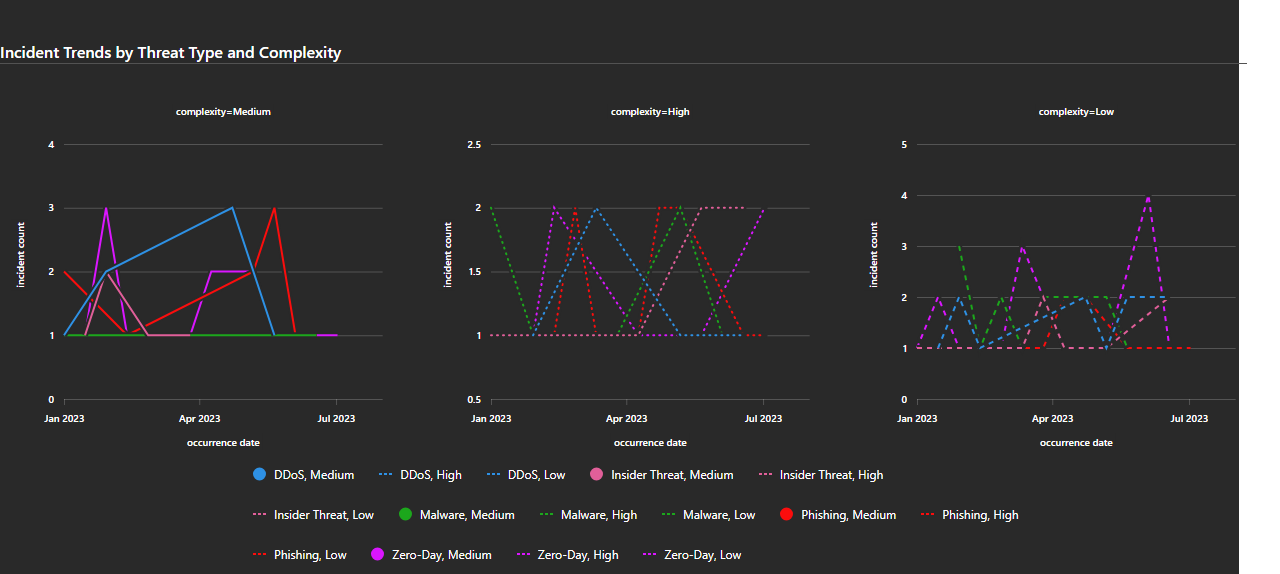 Incident Trends by Threat Type and Complexity
complexity=Medium
complexity=High
complexity=Low
incident count
4
3
2
1
0
Jan 2023 Apr 2023 Jul 2023
occurrence date
incident count
2.5
2
1.5
1
0.5
Jan 2023 Apr 2023 Jul 2023
occurrence date
incident count
5
4
3
2
1
0
Jan 2023 Apr 2023 Jul 2023
occurrence date
DDoS, Medium DDoS, High DDoS, Low Insider Threat, Medium Insider Threat, High
Insider Threat, Low Malware, Medium Malware, High Malware, Low Phishing, Medium Phishing, High
Phishing, Low Zero-Day, Medium Zero-Day, High Zero-Day, Low